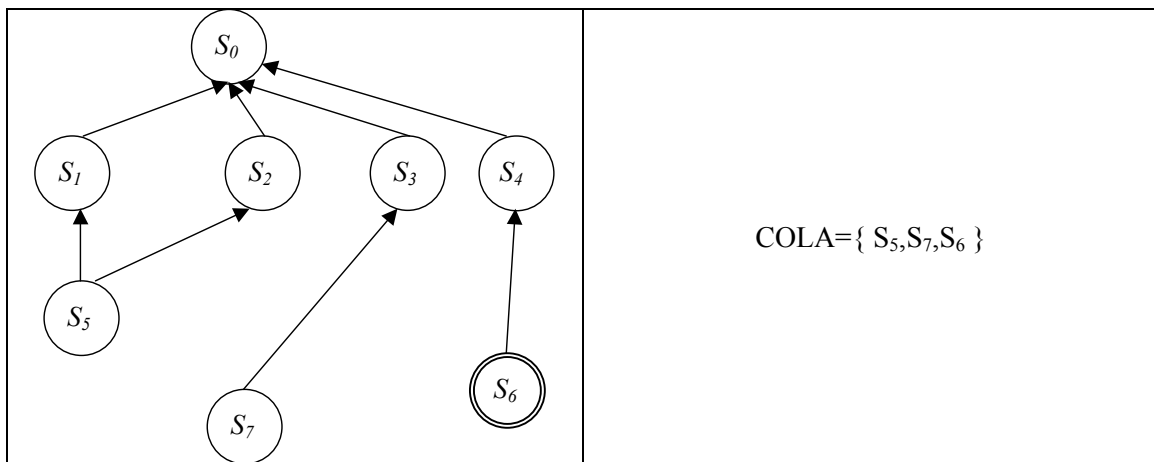 S₀
S₁ S₂ S₃ S₄
COLA={ S₅,S₇,S₆ }
S₅
S₆
S₇